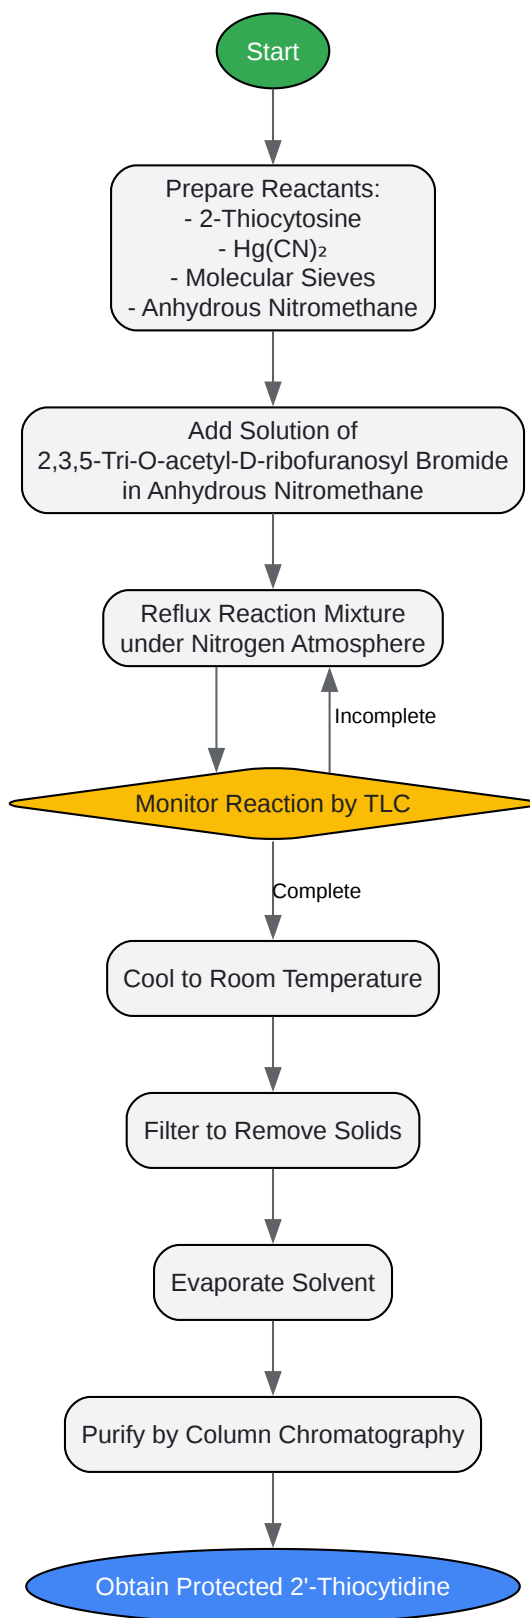 Start
Prepare Reactants:
- 2-Thiocytosine
- Hg(CN)₂
- Molecular Sieves
- Anhydrous Nitromethane
Add Solution of
2,3,5-Tri-O-acetyl-D-ribofuranosyl Bromide
in Anhydrous Nitromethane
Reflux Reaction Mixture
under Nitrogen Atmosphere
Incomplete
Monitor Reaction by TLC
Complete
Cool to Room Temperature
Filter to Remove Solids
Evaporate Solvent
Purify by Column Chromatography
Obtain Protected 2'-Thiocytidine